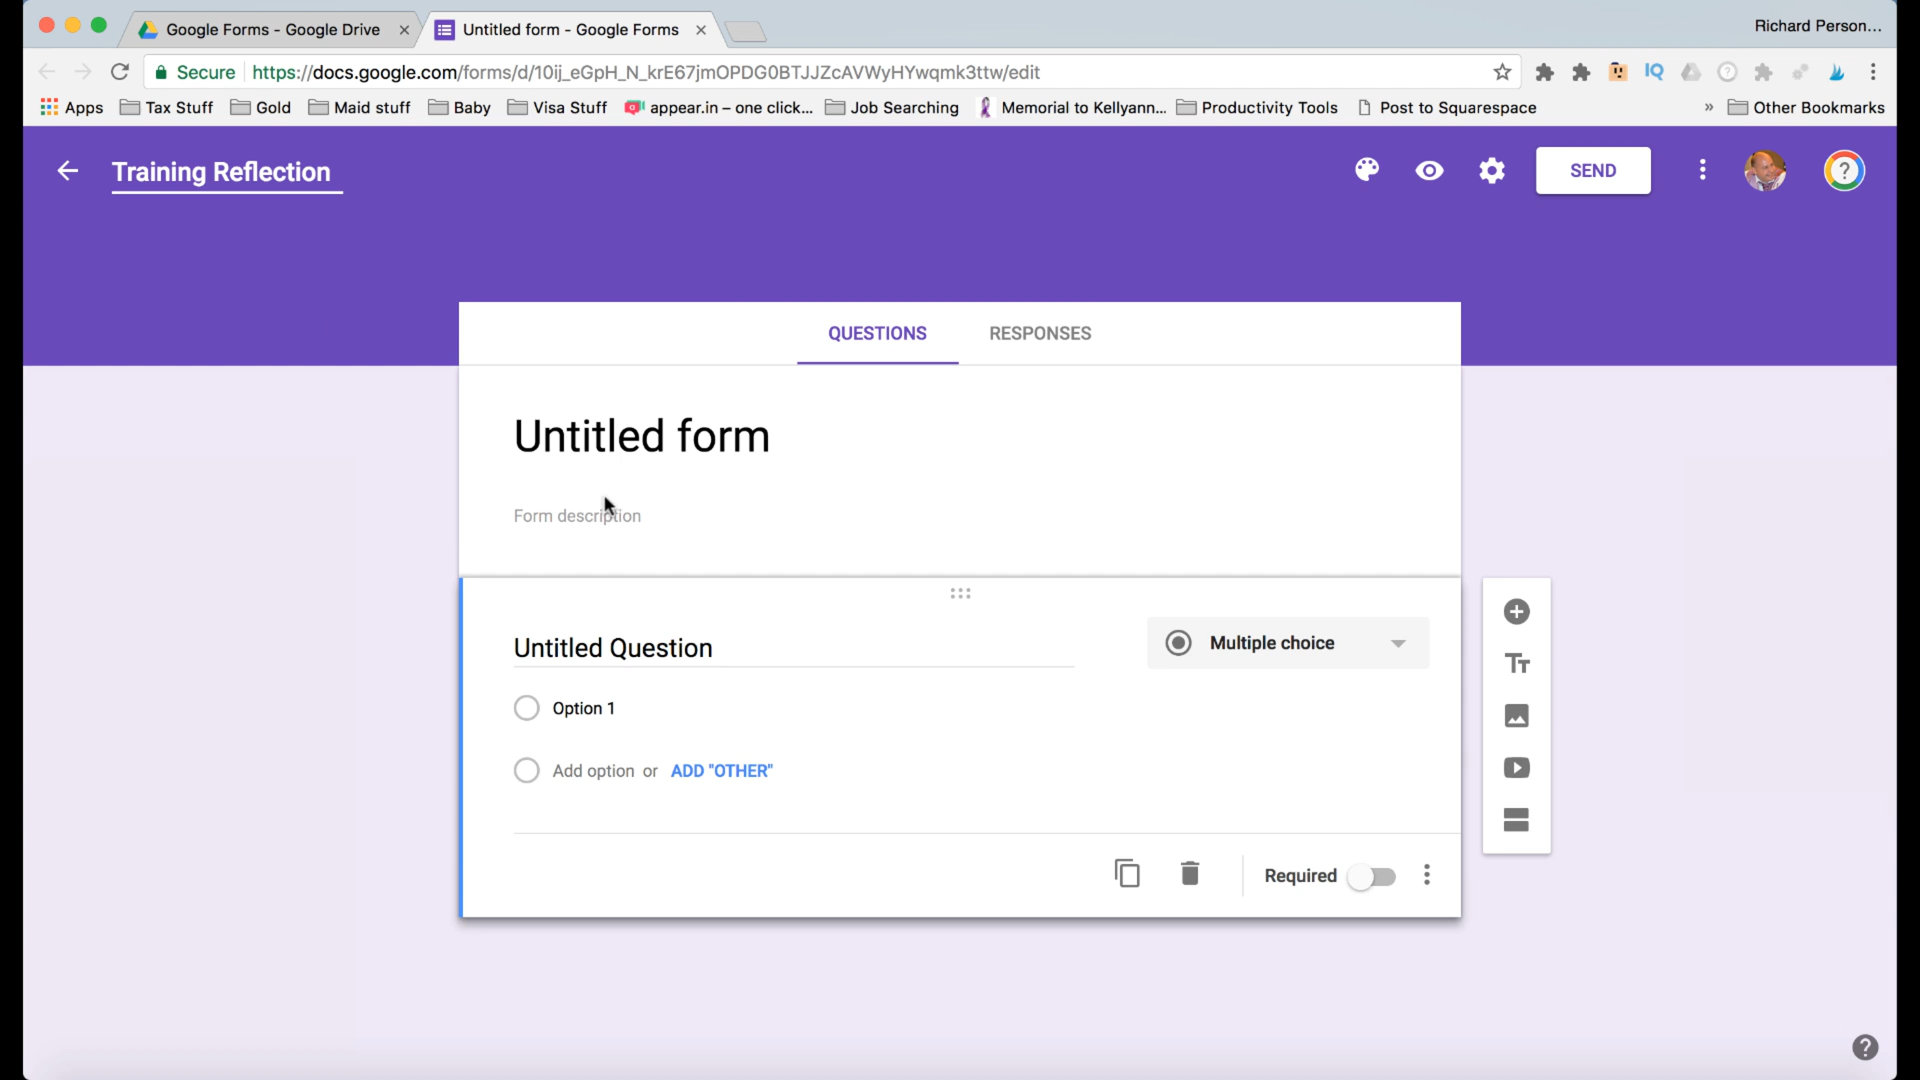 Google Forms - Google Drive
Untitled form - Google Forms
Richard Person...
Secure
https://docs.google.com/forms/d/10ij_eGpH_N_krE67jmOPDG0BTJJZcAVWyHYwqmk3ttw/edit
IQ
Apps
Tax Stuff
Gold
Maid stuff
Baby
Visa Stuff
appear.in – one click...
Job Searching
Memorial to Kellyann...
Productivity Tools
Post to Squarespace
»
Other Bookmarks
Training Reflection
SEND
?
QUESTIONS
RESPONSES
Untitled form
Form description
Untitled Question
Multiple choice
Option 1
Add option or ADD "OTHER"
Tт
Required
?